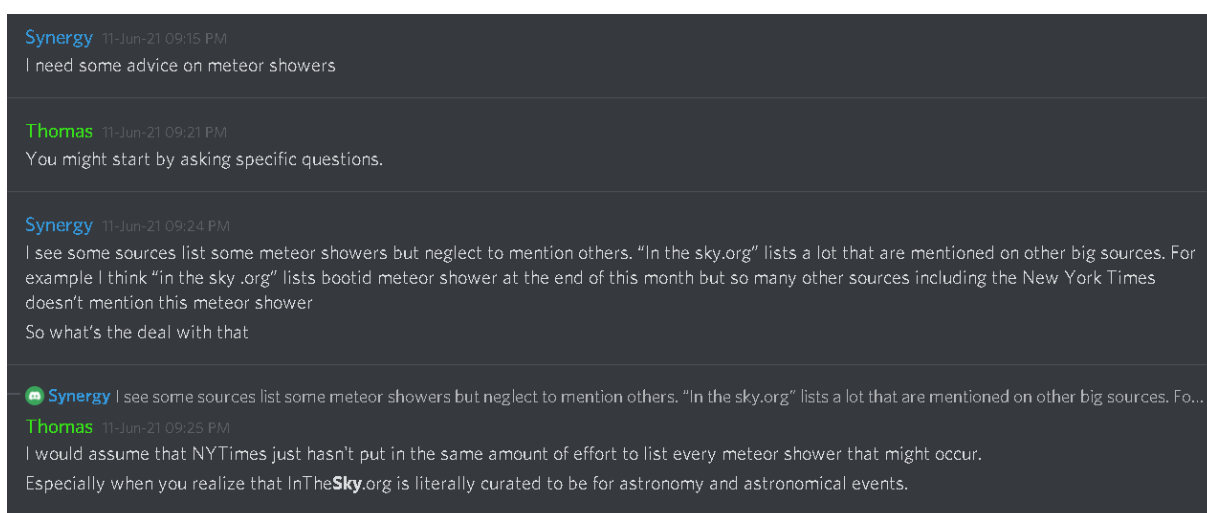 Synergy 11-Jun-21 09:15 PM
I need some advice on meteor showers
Thomas 11-Jun-21 09:21 PM
You might start by asking specific questions.
Synergy 11-Jun-21 09:24 PM
I see some sources list some meteor showers but neglect to mention others. “In the sky.org” lists a lot that are mentioned on other big sources. For
example I think “in the sky .org” lists bootid meteor shower at the end of this month but so many other sources including the New York Times
doesn’t mention this meteor shower
So what’s the deal with that
Synergy I see some sources list some meteor showers but neglect to mention others. “In the sky.org” lists a lot that are mentioned on other big sources. Fo...
Thomas 11-Jun-21 09:25 PM
I would assume that NYTimes just hasn't put in the same amount of effort to list every meteor shower that might occur.
Especially when you realize that InTheSky.org is literally curated to be for astronomy and astronomical events.